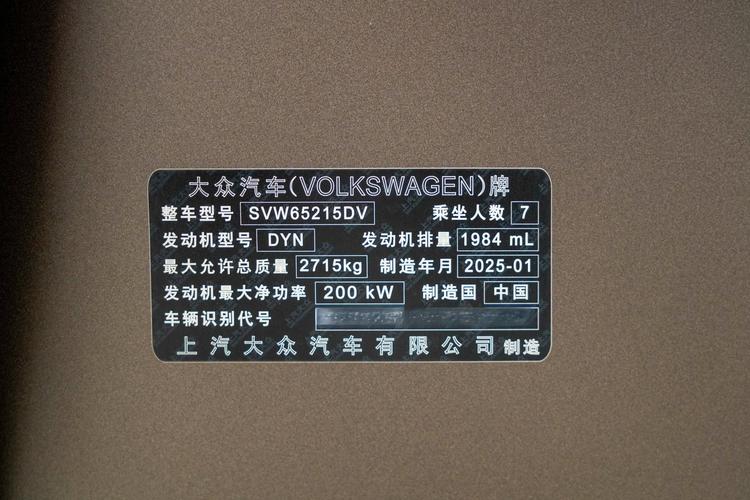 大众汽车(VOLKSWAGEN)牌
整车型号 SVW65215DV 乘坐人数 7
发动机型号 DYN 发动机排量 1984 mL
最大允许总质量 2715kg 制造年月 2025-01
发动机最大净功率 200 kW 制造国 中国
车辆识别代号
上汽大众汽车有限公司 制造